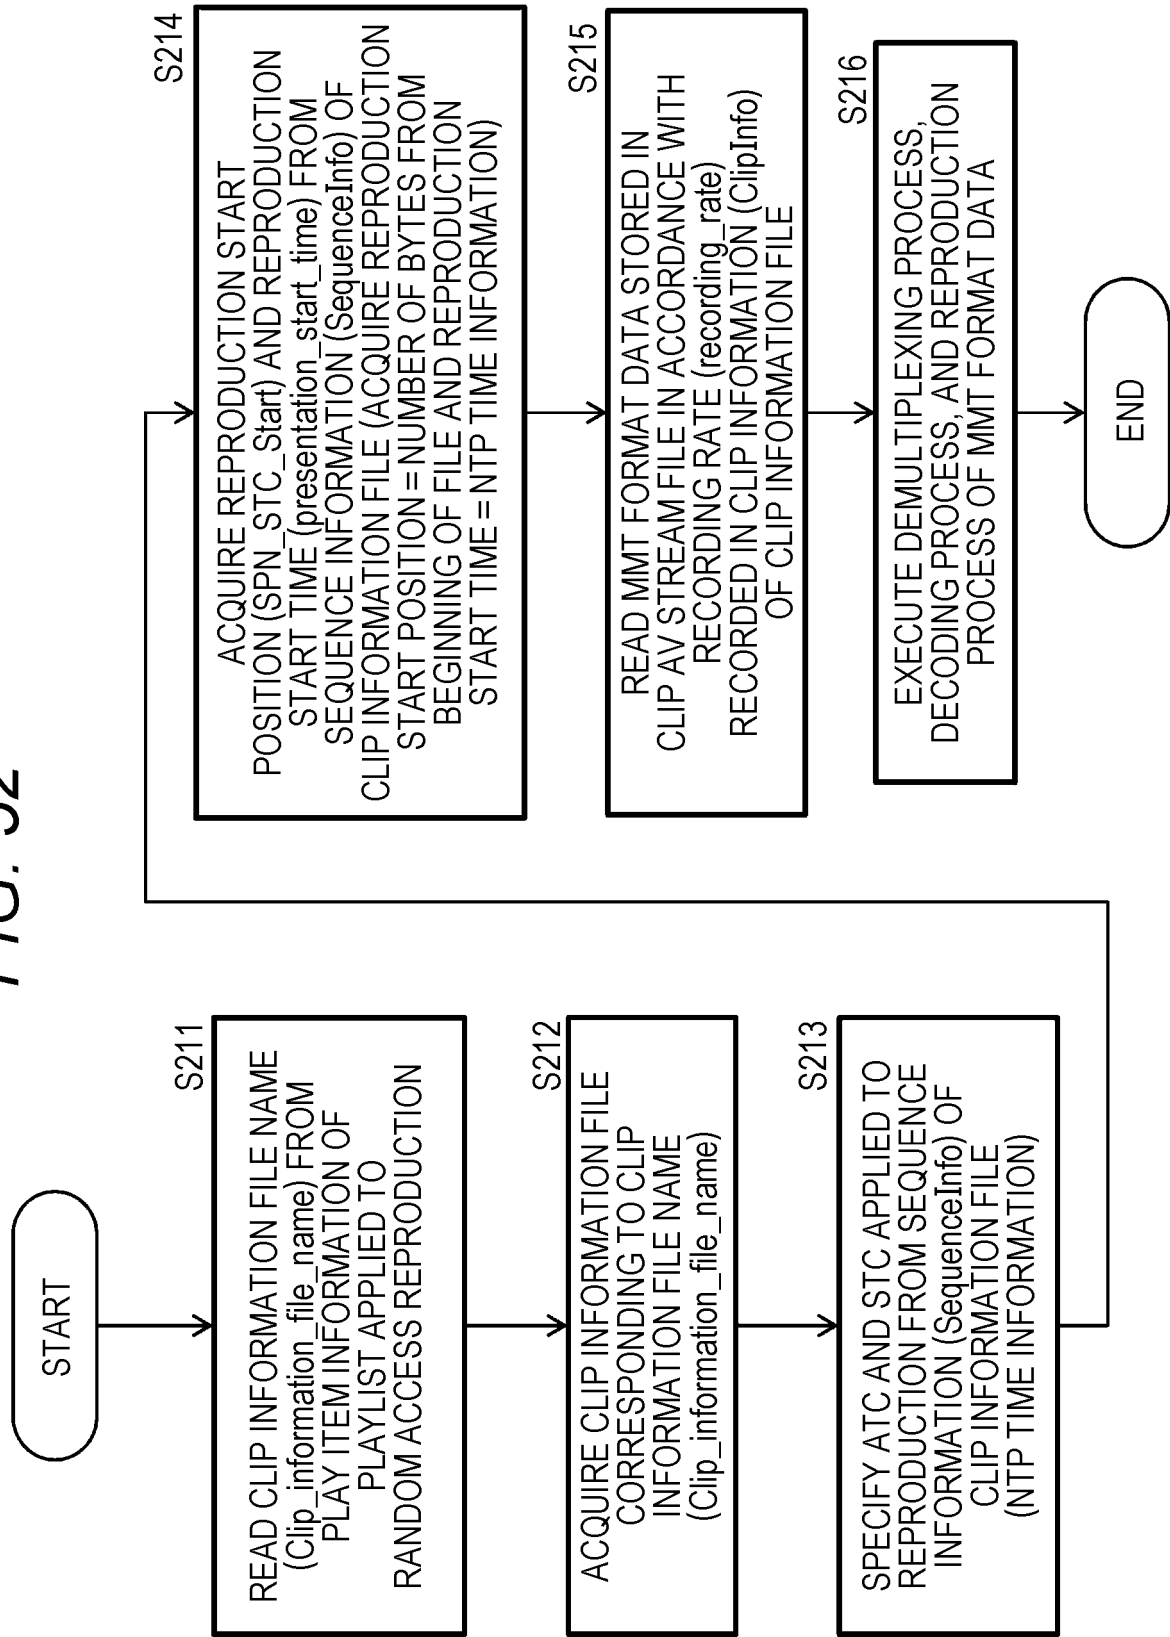 START
S211
READ CLIP INFORMATION FILE NAME
(Clip_information_file_name) FROM
PLAY ITEM INFORMATION OF
PLAYLIST APPLIED TO
RANDOM ACCESS REPRODUCTION
S212
ACQUIRE CLIP INFORMATION FILE
CORRESPONDING TO CLIP
INFORMATION FILE NAME
(Clip_information_file_name)
S213
SPECIFY ATC AND STC APPLIED TO
REPRODUCTION FROM SEQUENCE
INFORMATION (SequenceInfo) OF
CLIP INFORMATION FILE
(NTP TIME INFORMATION)
S214
ACQUIRE REPRODUCTION START
POSITION (SPN_STC_Start) AND REPRODUCTION
START TIME (presentation_start_time) FROM
SEQUENCE INFORMATION (SequenceInfo) OF
CLIP INFORMATION FILE (ACQUIRE REPRODUCTION
START POSITION = NUMBER OF BYTES FROM
BEGINNING OF FILE AND REPRODUCTION
START TIME = NTP TIME INFORMATION)
S215
READ MMT FORMAT DATA STORED IN
CLIP AV STREAM FILE IN ACCORDANCE WITH
RECORDING RATE (recording_rate)
RECORDED IN CLIP INFORMATION (ClipInfo)
OF CLIP INFORMATION FILE
S216
EXECUTE DEMULTIPLEXING PROCESS,
DECODING PROCESS, AND REPRODUCTION
PROCESS OF MMT FORMAT DATA
END